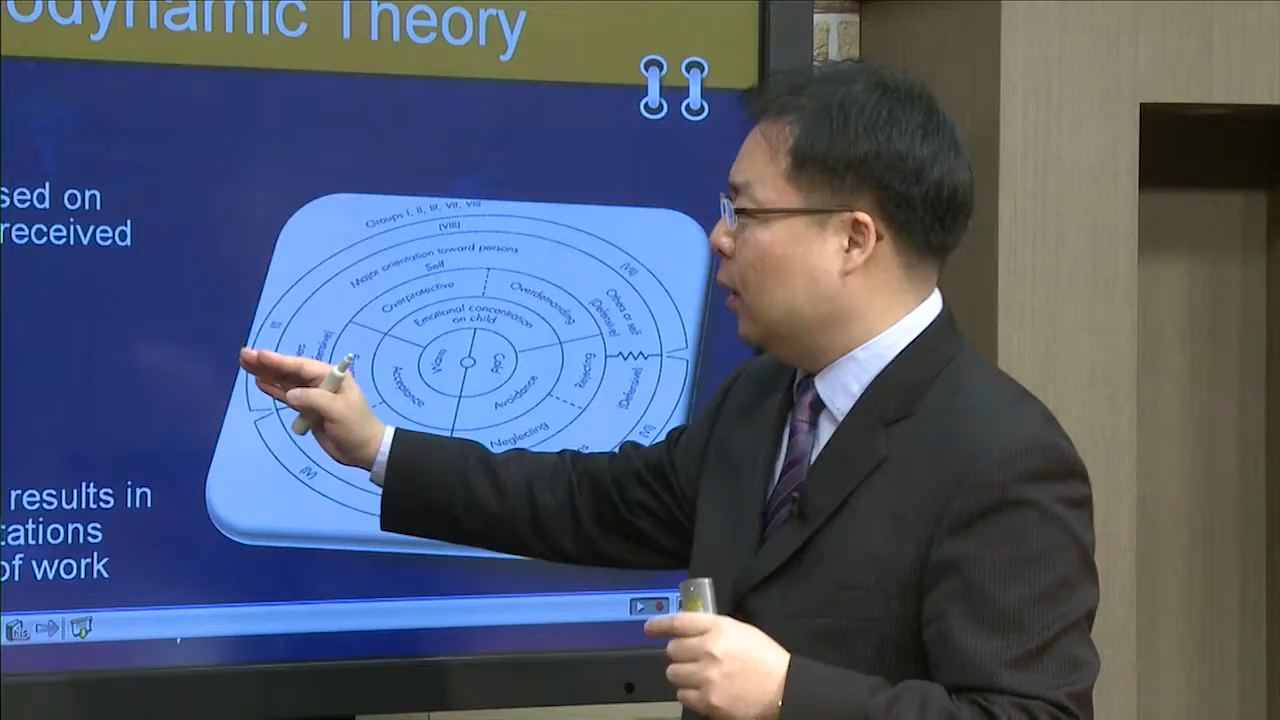 odynamic Theory
sed on
received
Groups I, II, III, VII, VIII
(VIII)
(VII)
Major orientation toward persons
Self
Others or self
(Defensive)
Overprotective
Overdemanding
Emotional concentration
on child
III
Warm
Cold
Rejecting
(Defensive)
Acceptance
Avoidance
Neglecting
(VI)
(IV)
results in
tations
of work